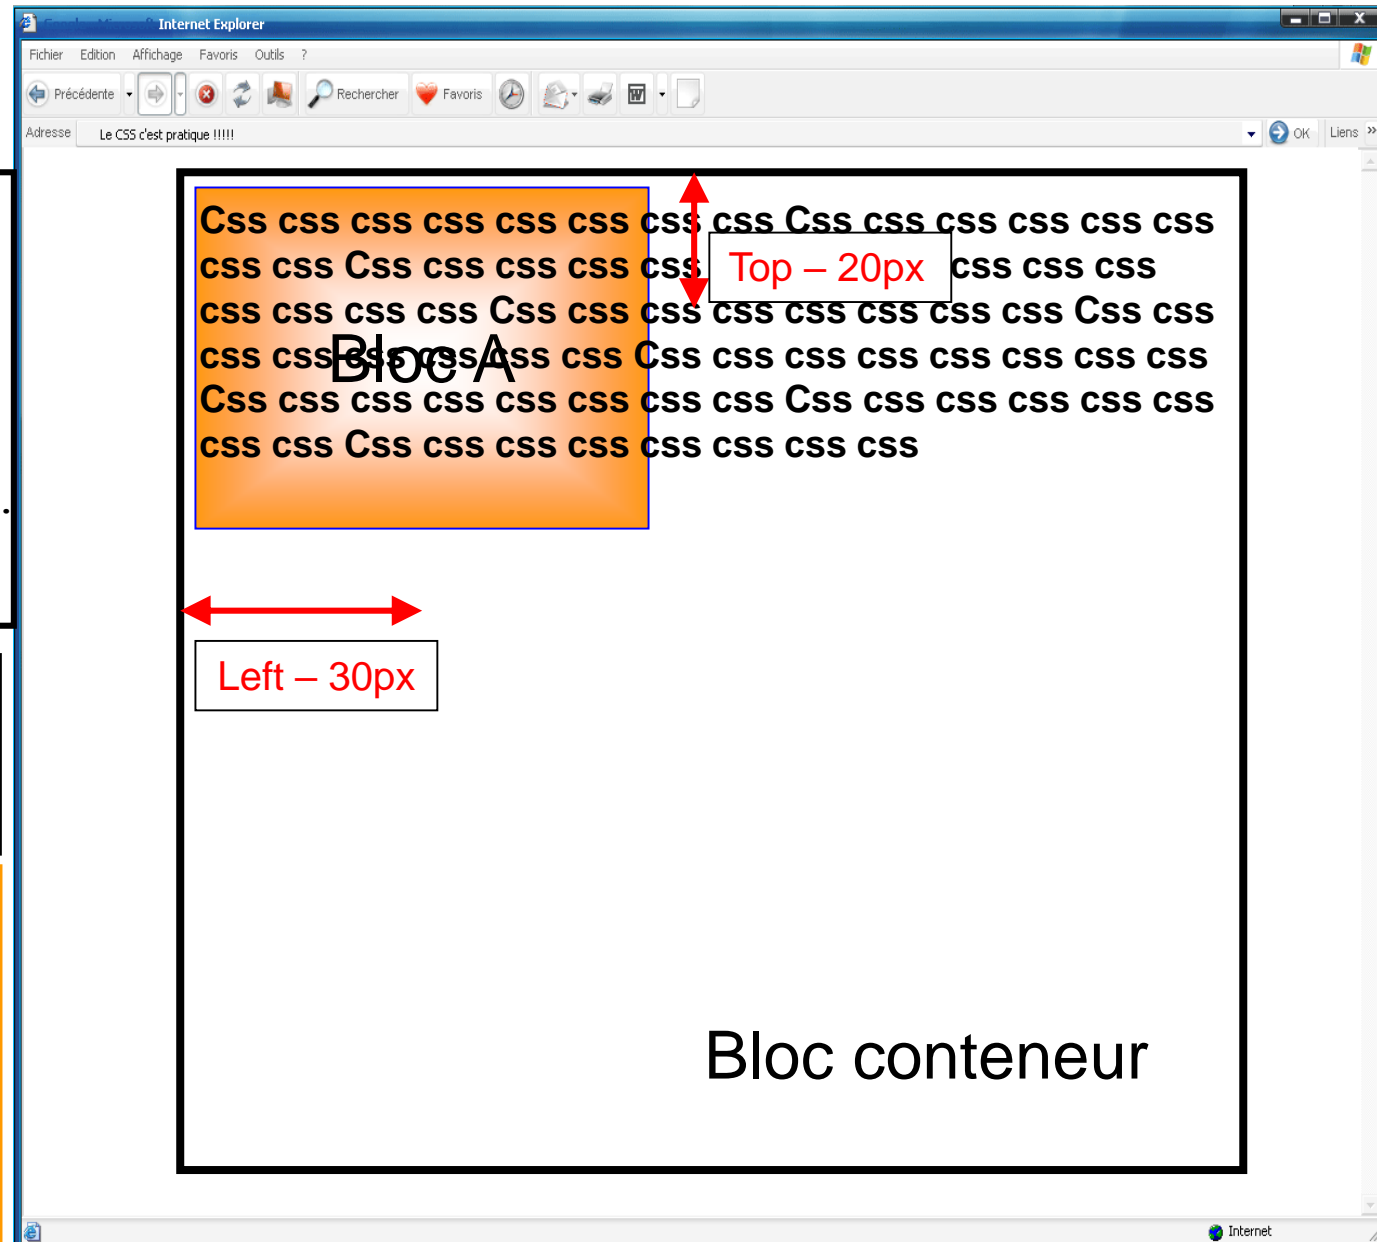 Internet Explorer
Fichier Edition Affichage Favoris Outils ?
Précédente Rechercher Favoris
Adresse Le CSS c'est pratique !!!!! OK Liens »
Css css css css css css css css Css css css css css css
css css Css css css css css css css css
Top – 20px
css css css css Css css css css css css css css Css css
css css css css css css Css css css css css css css css
Bloc A
Css css css css css css css css Css css css css css css
css css Css css css css css css css css
.
Left – 30px
Bloc conteneur
Internet